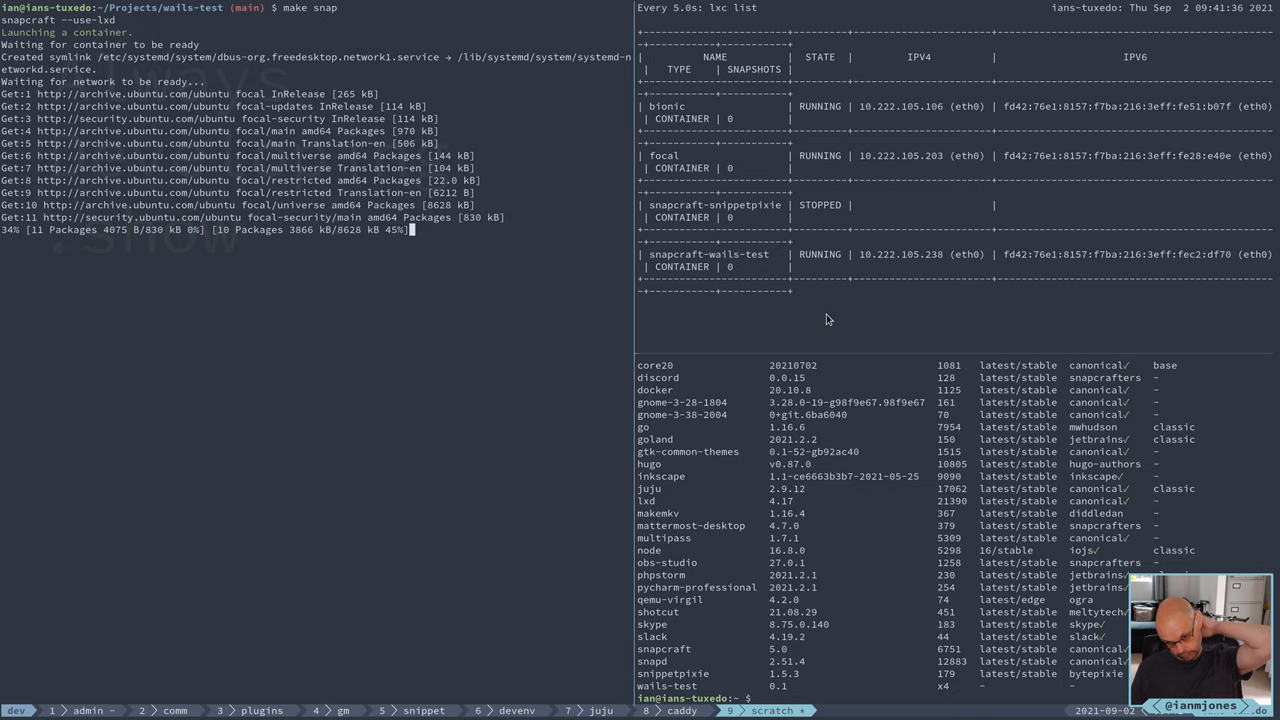 ian@ians-tuxedo:~/Projects/wails-test (main) $ make snap
snapcraft --use-lxd
Launching a container.
Waiting for container to be ready
Created symlink /etc/systemd/system/dbus-org.freedesktop.network1.service → /lib/systemd/system/systemd-n
etworkd.service.
Waiting for network to be ready...
Get:1 http://archive.ubuntu.com/ubuntu focal InRelease [265 kB]
Get:2 http://archive.ubuntu.com/ubuntu focal-updates InRelease [114 kB]
Get:3 http://security.ubuntu.com/ubuntu focal-security InRelease [114 kB]
Get:4 http://archive.ubuntu.com/ubuntu focal/main amd64 Packages [970 kB]
Get:5 http://archive.ubuntu.com/ubuntu focal/main Translation-en [506 kB]
Get:6 http://archive.ubuntu.com/ubuntu focal/multiverse amd64 Packages [144 kB]
Get:7 http://archive.ubuntu.com/ubuntu focal/multiverse Translation-en [104 kB]
Get:8 http://archive.ubuntu.com/ubuntu focal/restricted amd64 Packages [22.0 kB]
Get:9 http://archive.ubuntu.com/ubuntu focal/restricted Translation-en [6212 B]
Get:10 http://archive.ubuntu.com/ubuntu focal/universe amd64 Packages [8628 kB]
Get:11 http://security.ubuntu.com/ubuntu focal-security/main amd64 Packages [830 kB]
34% [11 Packages 4075 B/830 kB 0%] [10 Packages 3866 kB/8628 kB 45%]
Every 5.0s: lxc list ians-tuxedo: Thu Sep 2 09:41:36 2021
| NAME | STATE | IPV4 | IPV6
| TYPE | SNAPSHOTS |
| bionic | RUNNING | 10.222.105.106 (eth0) | fd42:76e1:8157:f7ba:216:3eff:fe51:b07f (eth0)
| CONTAINER | 0 |
| focal | RUNNING | 10.222.105.203 (eth0) | fd42:76e1:8157:f7ba:216:3eff:fe28:e40e (eth0)
| CONTAINER | 0 |
| snapcraft-snippetpixie | STOPPED | |
| CONTAINER | 0 |
| snapcraft-wails-test | RUNNING | 10.222.105.238 (eth0) | fd42:76e1:8157:f7ba:216:3eff:fec2:df70 (eth0)
| CONTAINER | 0 |
core20 20210702 1081 latest/stable canonical✓ base
discord 0.0.15 128 latest/stable snapcrafters -
docker 20.10.8 1125 latest/stable canonical✓ -
gnome-3-28-1804 3.28.0-19-g98f9e67.98f9e67 161 latest/stable canonical✓ -
gnome-3-38-2004 0+git.6ba6040 70 latest/stable canonical✓ -
go 1.16.6 7954 latest/stable mwhudson classic
goland 2021.2.2 150 latest/stable jetbrains✓ classic
gtk-common-themes 0.1-52-gb92ac40 1515 latest/stable canonical✓ -
hugo v0.87.0 10805 latest/stable hugo-authors -
inkscape 1.1-ce6663b3b7-2021-05-25 9090 latest/stable inkscape✓ -
juju 2.9.12 17062 latest/stable canonical✓ classic
lxd 4.17 21390 latest/stable canonical✓ -
makemkv 1.16.4 367 latest/stable diddledan -
mattermost-desktop 4.7.0 379 latest/stable snapcrafters -
multipass 1.7.1 5309 latest/stable canonical✓ -
node 16.8.0 5298 16/stable iojs✓ classic
obs-studio 27.0.1 1258 latest/stable snapcrafters -
phpstorm 2021.2.1 230 latest/stable jetbrains✓
pycharm-professional 2021.2.1 254 latest/stable jetbrains✓
qemu-virgil 4.2.0 74 latest/edge ogra
shotcut 21.08.29 451 latest/stable meltytech✓
skype 8.75.0.140 183 latest/stable skype✓
slack 4.19.2 44 latest/stable slack✓
snapcraft 5.0 6751 latest/stable canonical✓
snapd 2.51.4 12883 latest/stable canonical✓
snippetpixie 1.5.3 179 latest/stable bytepixie
wails-test 0.1 x4 - -
ian@ians-tuxedo:~ $
dev 1 admin - 2 comm 3 plugins 4 gm 5 snippet 6 devenv 7 juju 8 caddy 9 scratch * 2021-09-02
@ianmjones